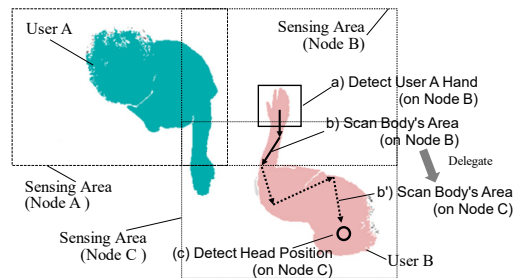 User A
Sensing Area
(Node B)
a) Detect User A Hand
(on Node B)
b) Scan Body's Area
(on Node B)
Delegate
b') Scan Body's Area
(on Node C)
Sensing Area
(Node A )
Sensing Area
(Node C )
(c) Detect Head Position
(on Node C)
User B